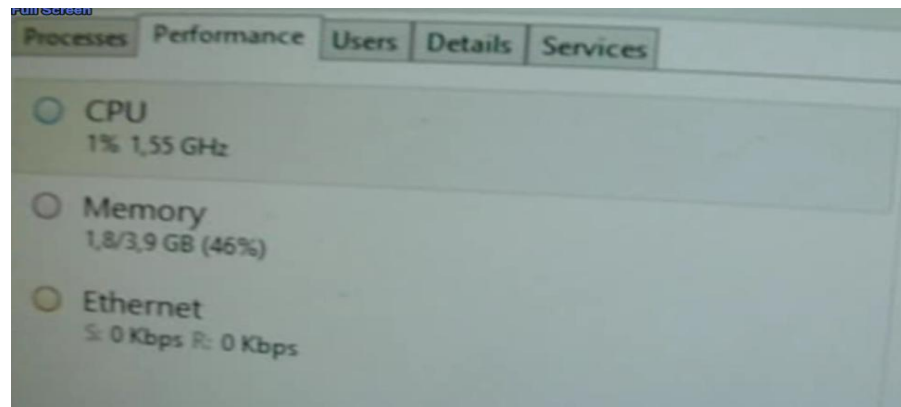 Full Screen
Processes Performance Users Details Services
CPU
1% 1,55 GHz
Memory
1,8/3,9 GB (46%)
Ethernet
S: 0 Kbps R: 0 Kbps